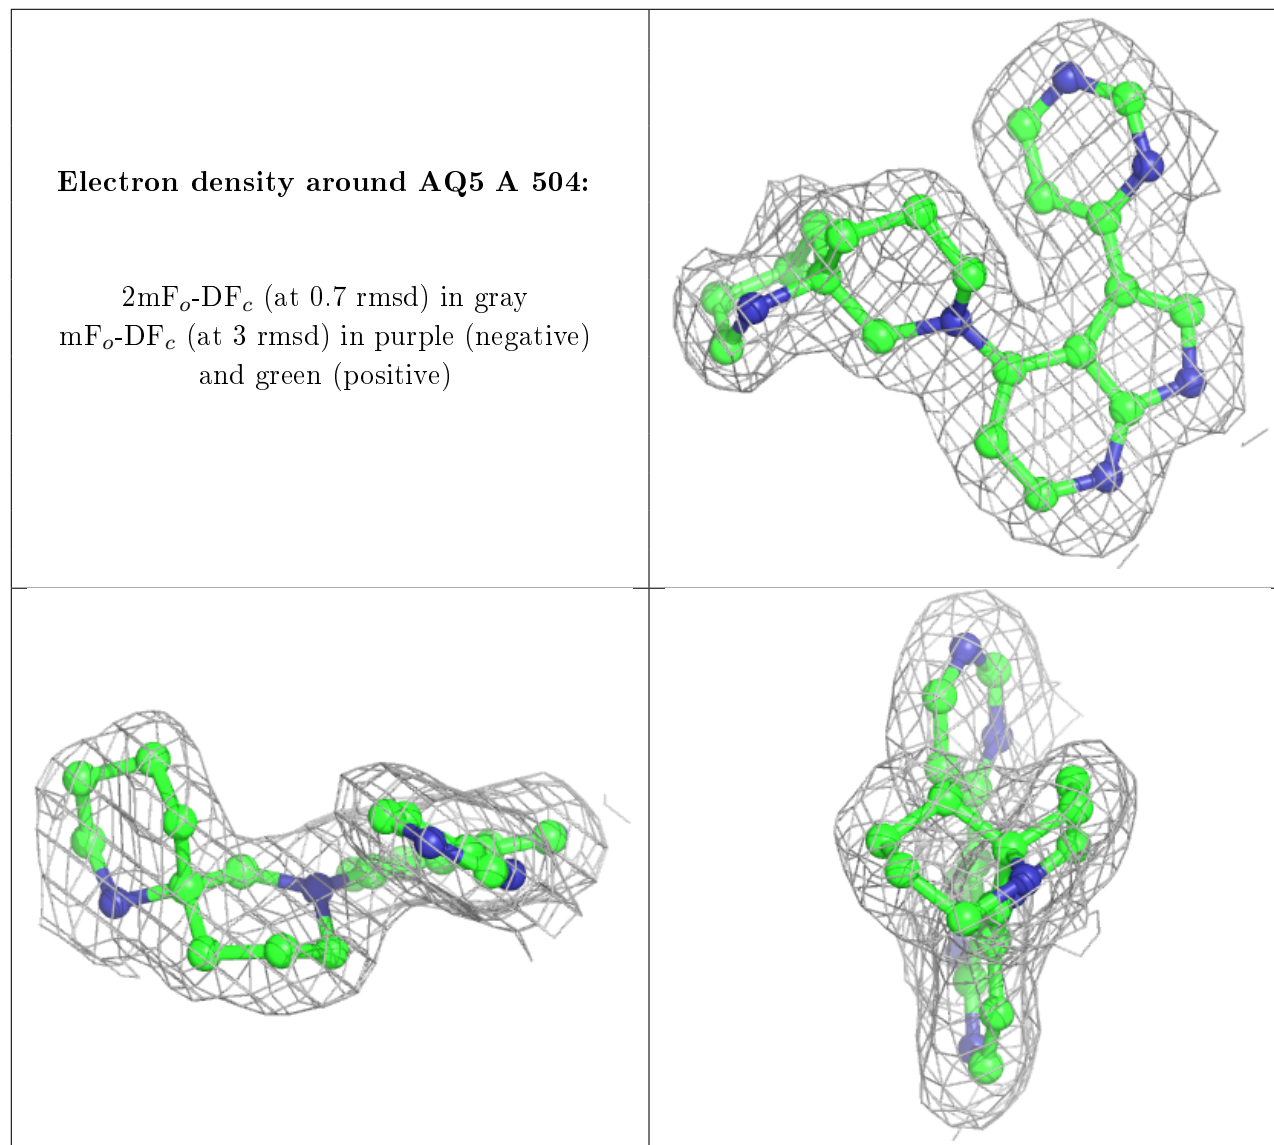 Electron density around AQ5 A 504:
2mFo-DFc (at 0.7 rmsd) in gray
mFo-DFc (at 3 rmsd) in purple (negative)
and green (positive)